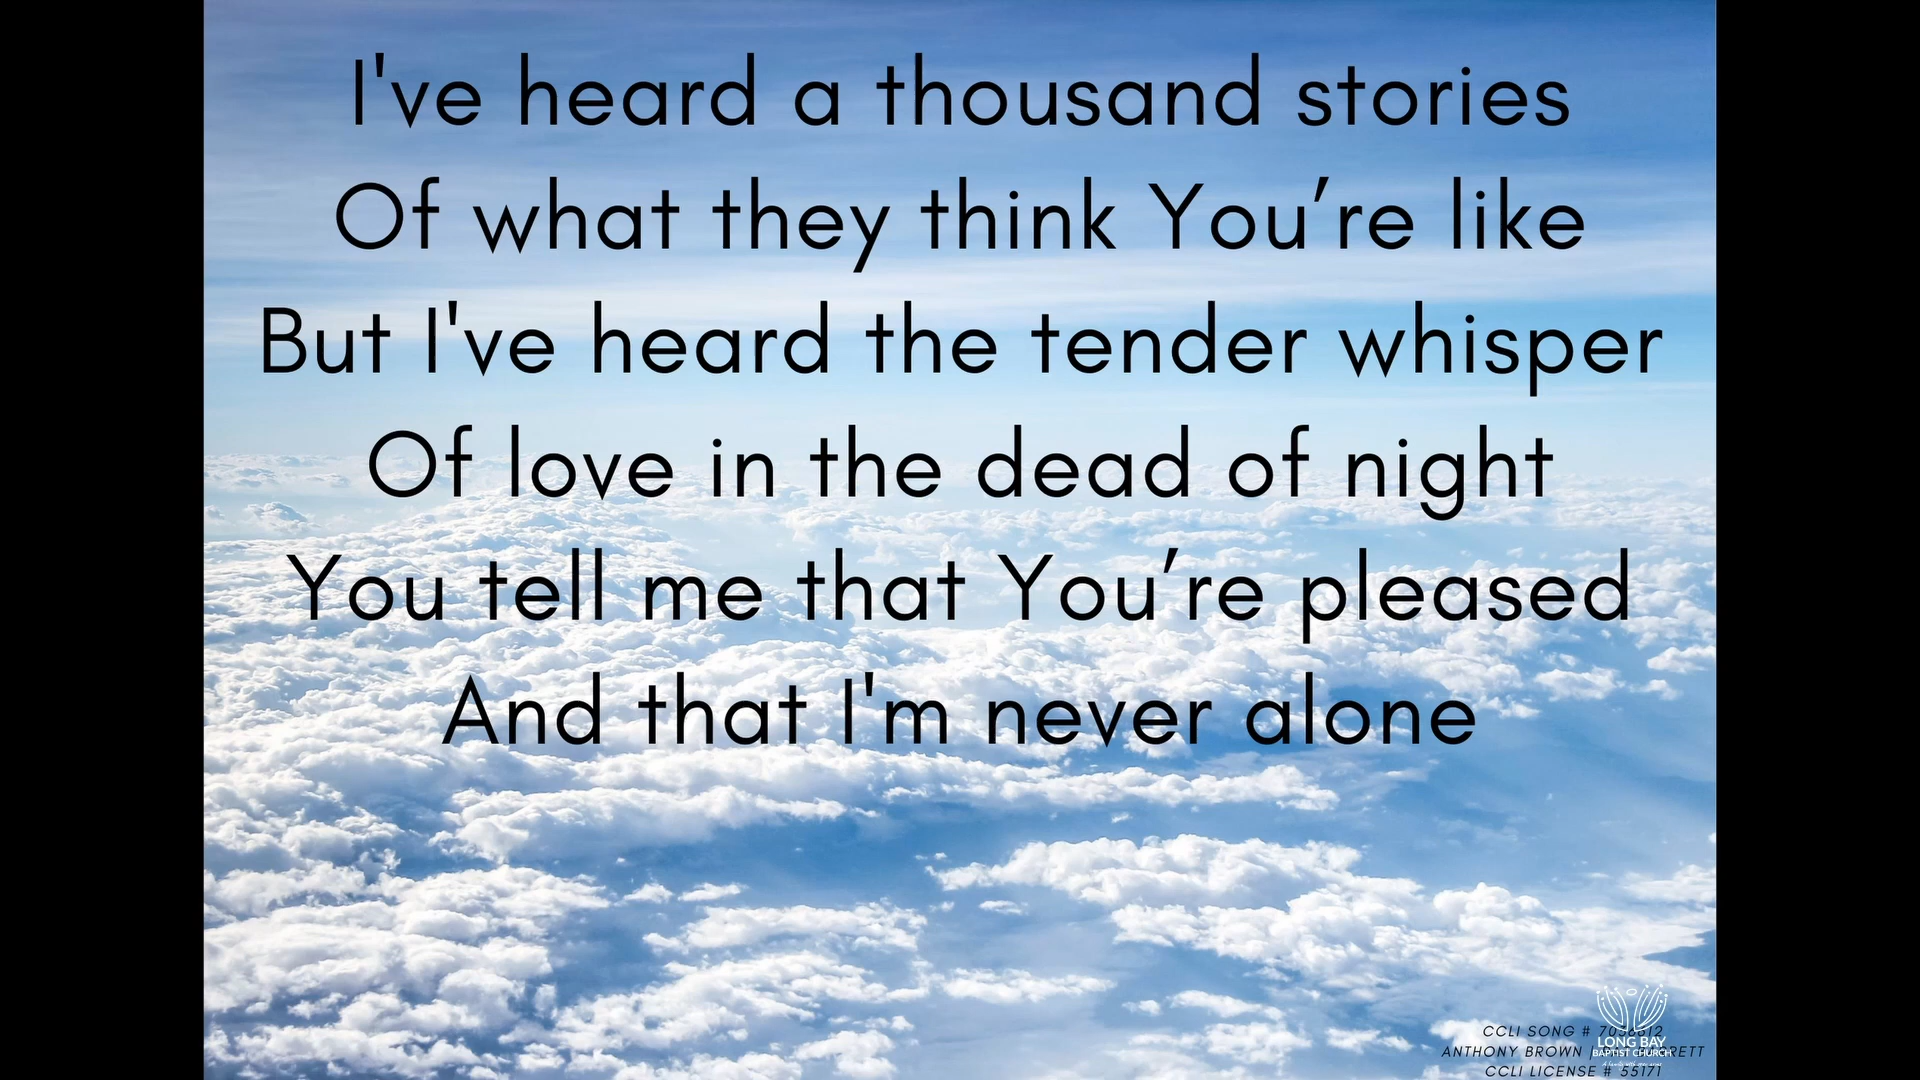 I've heard a thousand stories
Of what they think You’re like
But I've heard the tender whisper
Of love in the dead of night
You tell me that You’re pleased
And that I'm never alone
CCLI SONG #
LONG BAY
ANTHONY BROWN |
BAPTIST CHURCH
CCLI LICENSE # 55171